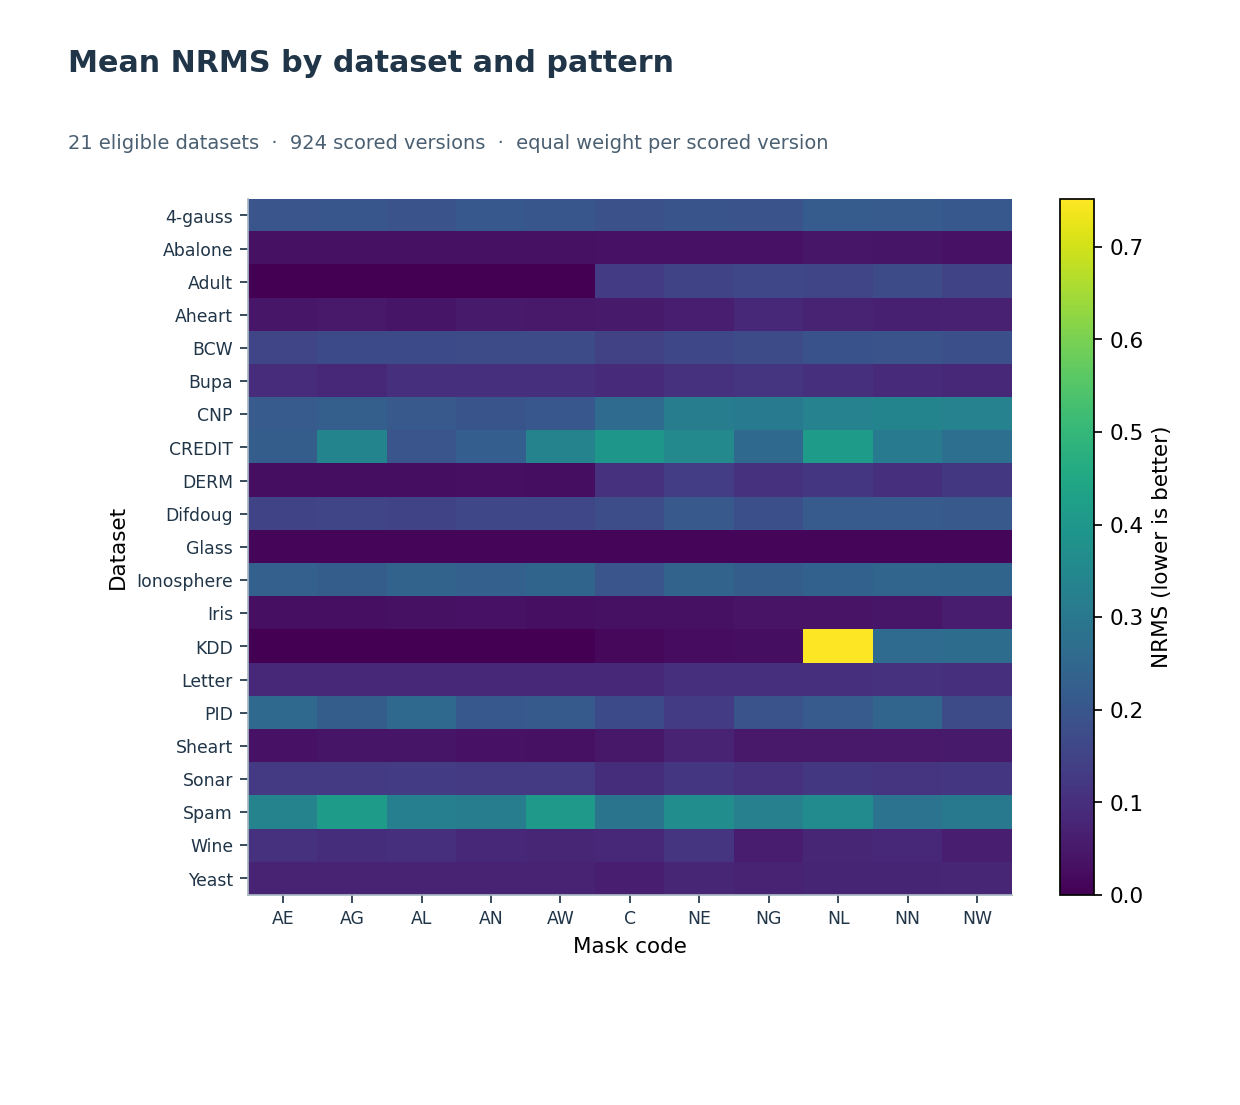 Mean NRMS by dataset and pattern
21 eligible datasets · 924 scored versions · equal weight per scored version
4-gauss
Abalone
Adult
Aheart
BCW
Bupa
CNP
CREDIT
DERM
Difdoug
Glass
Ionosphere
Iris
KDD
Letter
PID
Sheart
Sonar
Spam
Wine
Yeast
Dataset
AE AG AL AN AW C NE NG NL NN NW
Mask code
0.7
0.6
0.5
0.4
0.3
0.2
0.1
0.0
NRMS (lower is better)